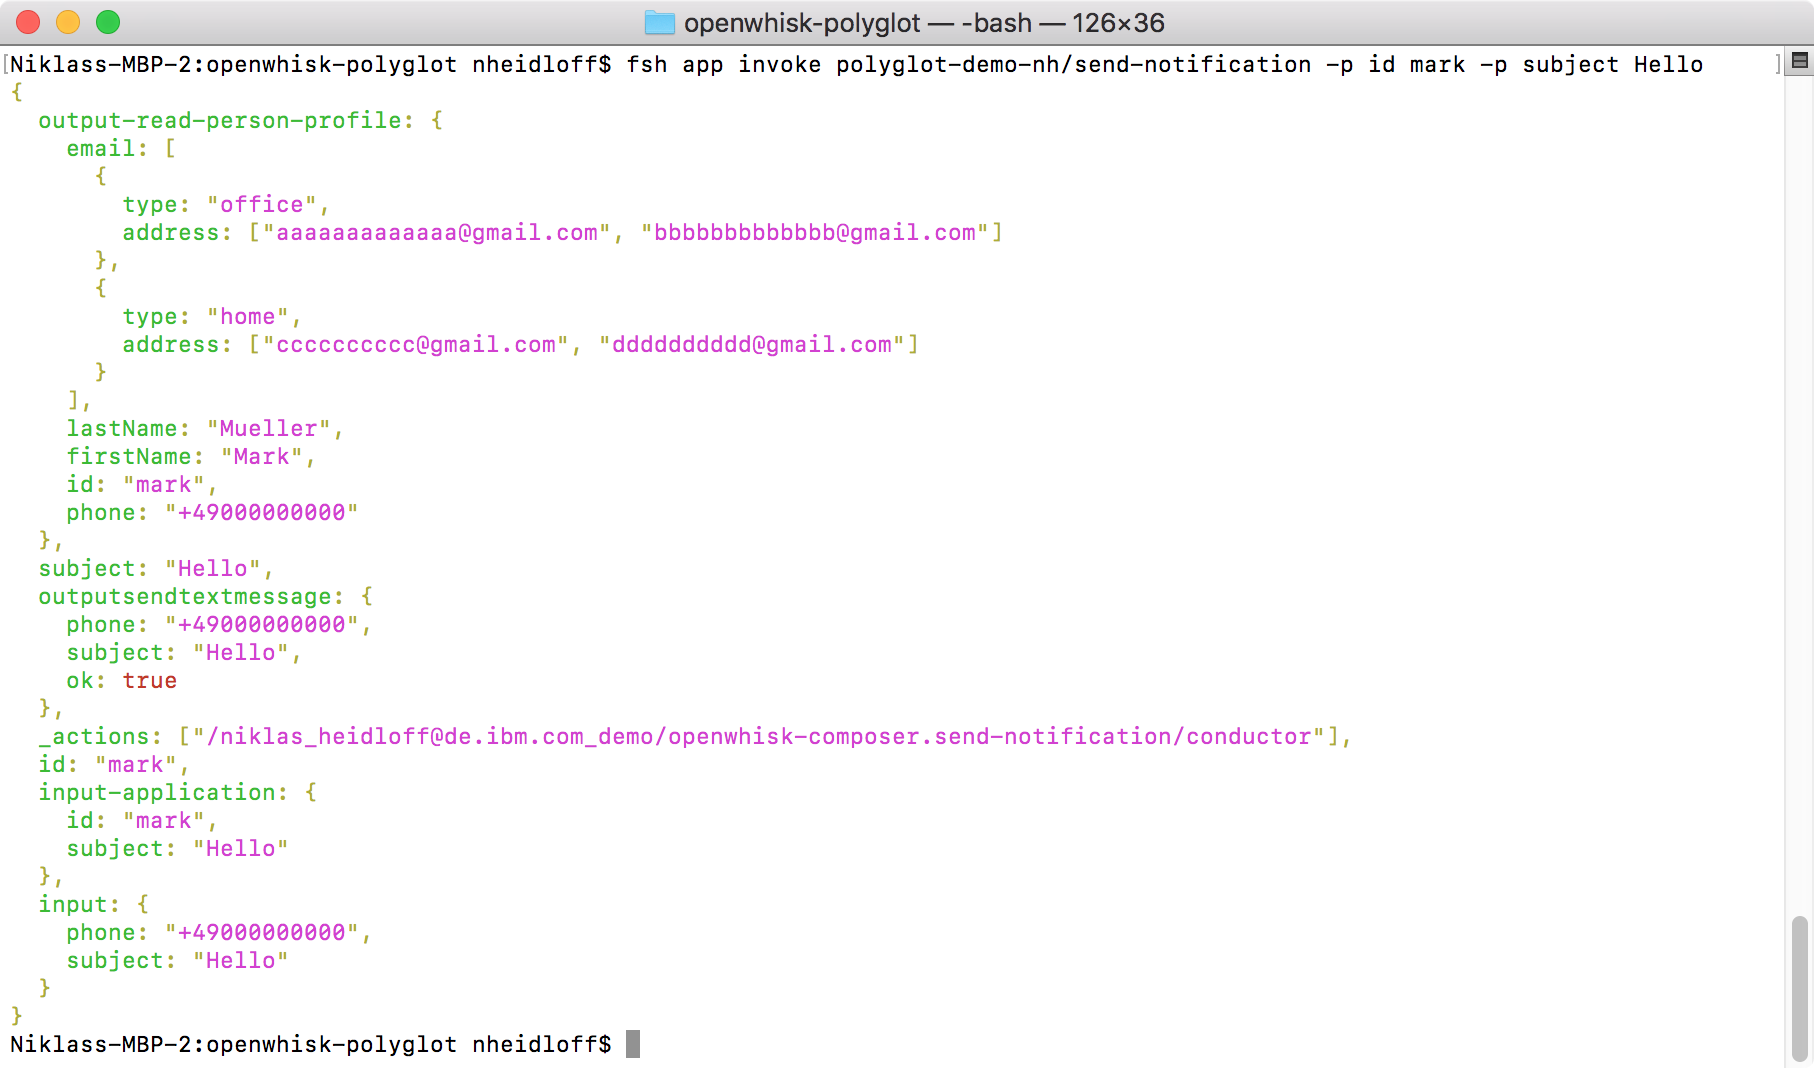 openwhisk-polyglot — -bash — 126×36
[Niklass-MBP-2:openwhisk-polyglot nheidloff$ fsh app invoke polyglot-demo-nh/send-notification -p id mark -p subject Hello ]
{
  output-read-person-profile: {
    email: [
      {
        type: "office",
        address: ["aaaaaaaaaaaaa@gmail.com", "bbbbbbbbbbbbb@gmail.com"]
      },
      {
        type: "home",
        address: ["cccccccccc@gmail.com", "dddddddddd@gmail.com"]
      }
    ],
    lastName: "Mueller",
    firstName: "Mark",
    id: "mark",
    phone: "+49000000000"
  },
  subject: "Hello",
  outputsendtextmessage: {
    phone: "+49000000000",
    subject: "Hello",
    ok: true
  },
  _actions: ["/niklas_heidloff@de.ibm.com_demo/openwhisk-composer.send-notification/conductor"],
  id: "mark",
  input-application: {
    id: "mark",
    subject: "Hello"
  },
  input: {
    phone: "+49000000000",
    subject: "Hello"
  }
}
Niklass-MBP-2:openwhisk-polyglot nheidloff$